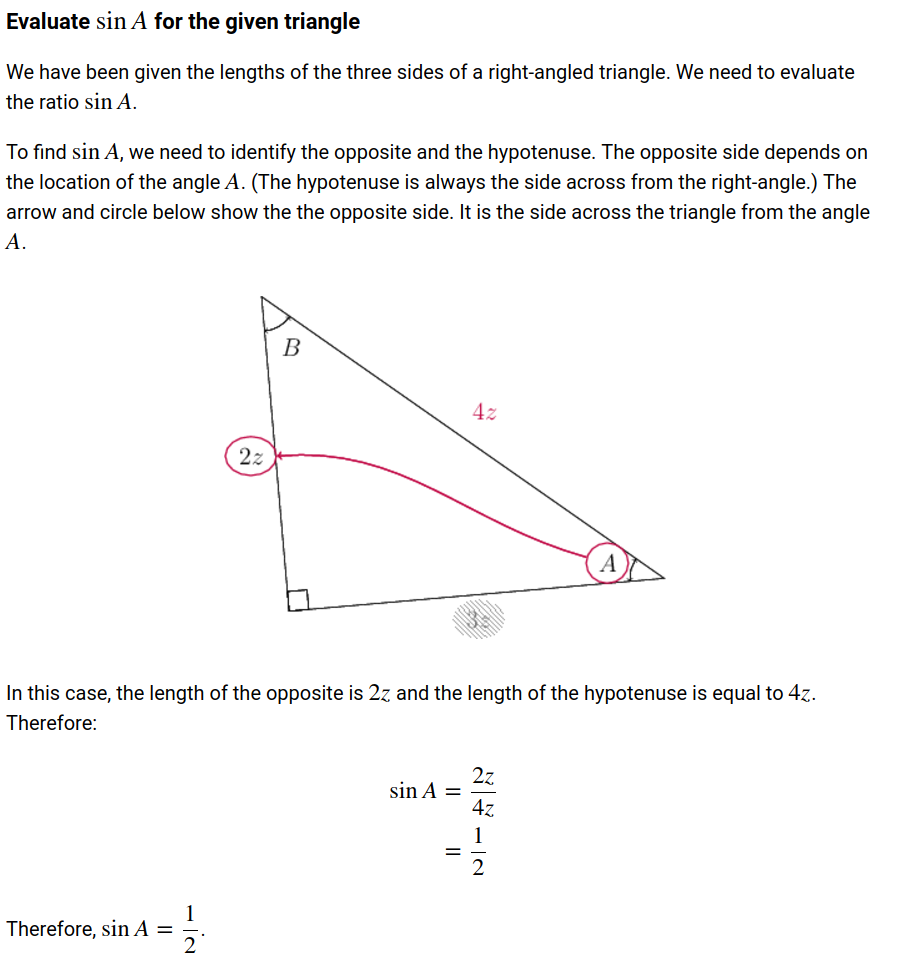 Evaluate sin A for the given triangle
We have been given the lengths of the three sides of a right-angled triangle. We need to evaluate
the ratio sin A.
To find sin A, we need to identify the opposite and the hypotenuse. The opposite side depends on
the location of the angle A. (The hypotenuse is always the side across from the right-angle.) The
arrow and circle below show the the opposite side. It is the side across the triangle from the angle
A.
B
4z
2z
A
3z
In this case, the length of the opposite is 2z and the length of the hypotenuse is equal to 4z.
Therefore:
sin A = 2z/4z
= 1/2
Therefore, sin A = 1/2.